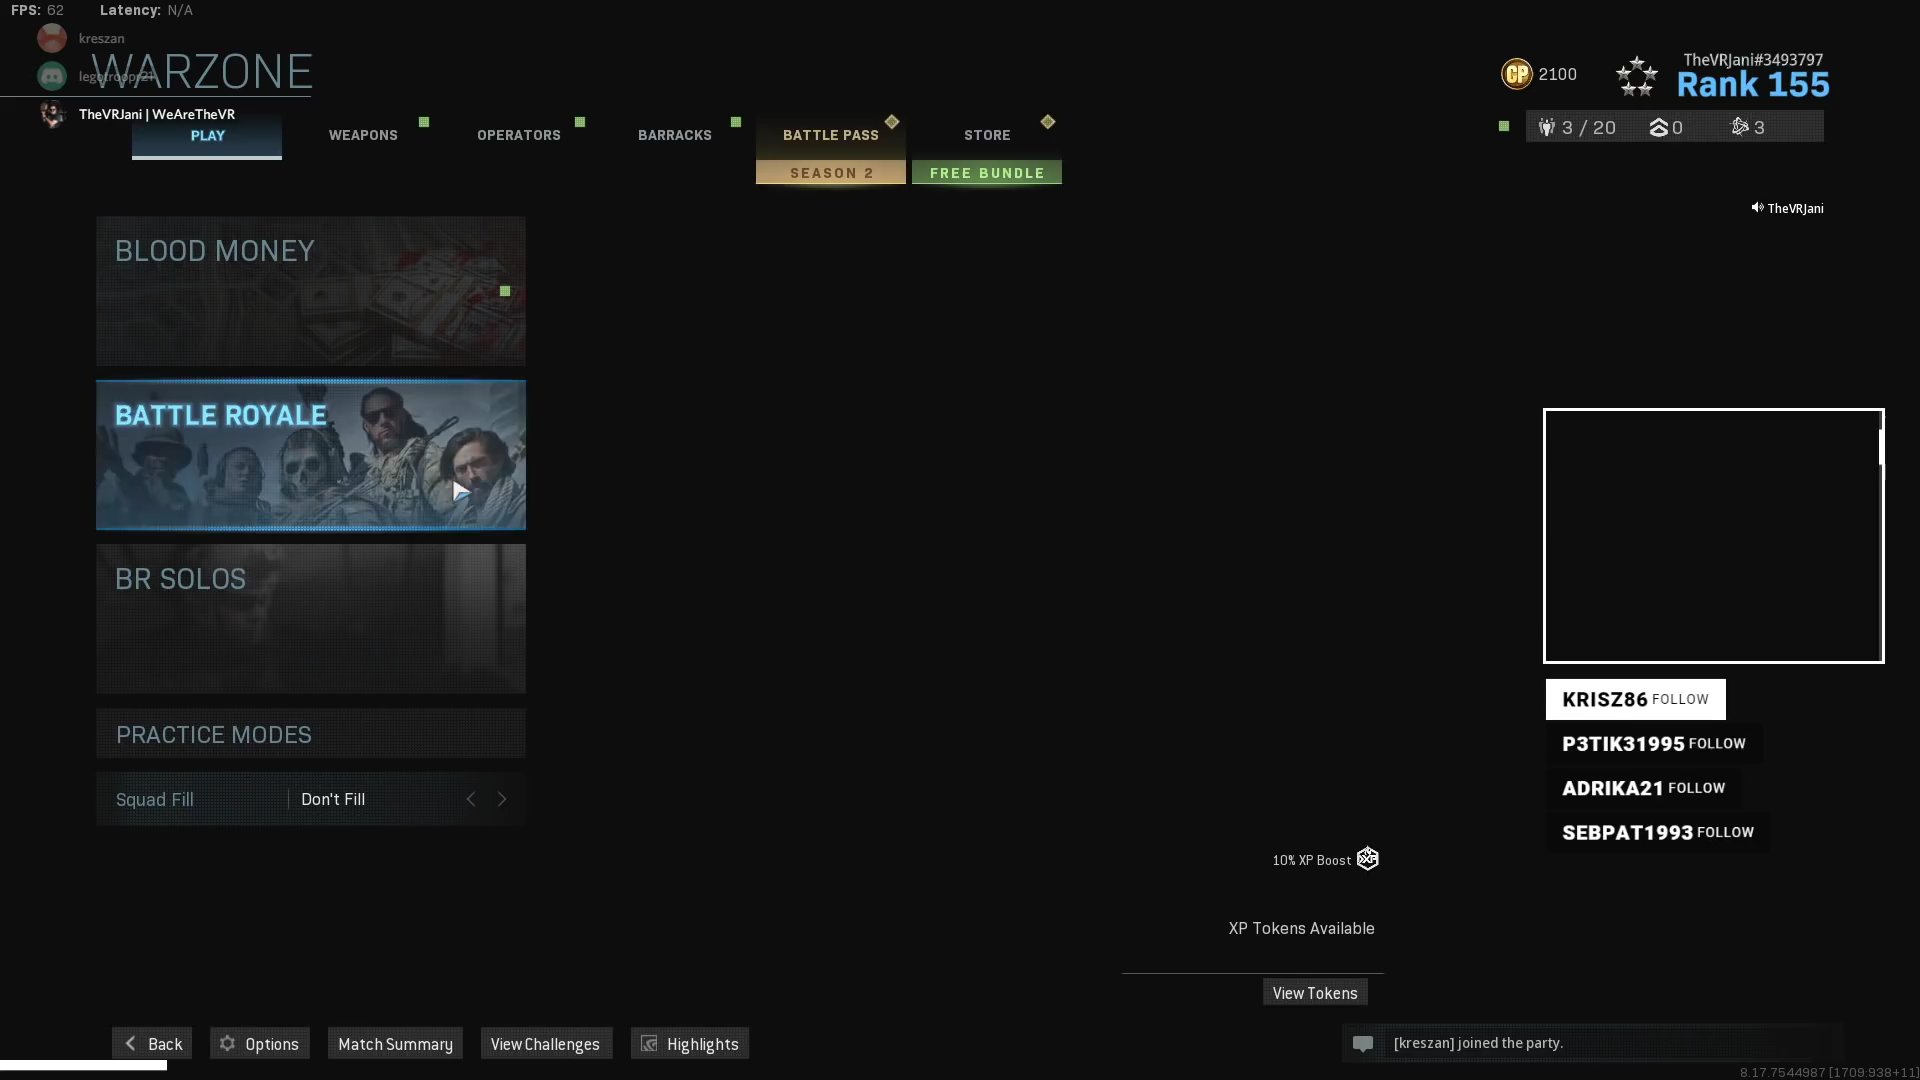 FPS: 62 Latency: N/A
kreszan
legotroopr21
WARZONE
TheVRJani | WeAreTheVR
CP 2100
TheVRJani#3493797
Rank 155
3 / 20 0 3
PLAY WEAPONS OPERATORS BARRACKS BATTLE PASS STORE
SEASON 2 FREE BUNDLE
TheVRJani
BLOOD MONEY
BATTLE ROYALE
BR SOLOS
PRACTICE MODES
Squad Fill Don't Fill
KRISZ86 FOLLOW
P3TIK31995 FOLLOW
ADRIKA21 FOLLOW
SEBPAT1993 FOLLOW
10% XP Boost XP
XP Tokens Available
View Tokens
Back Options Match Summary View Challenges Highlights
[kreszan] joined the party.
8.17.7544987 [1709:938+11]